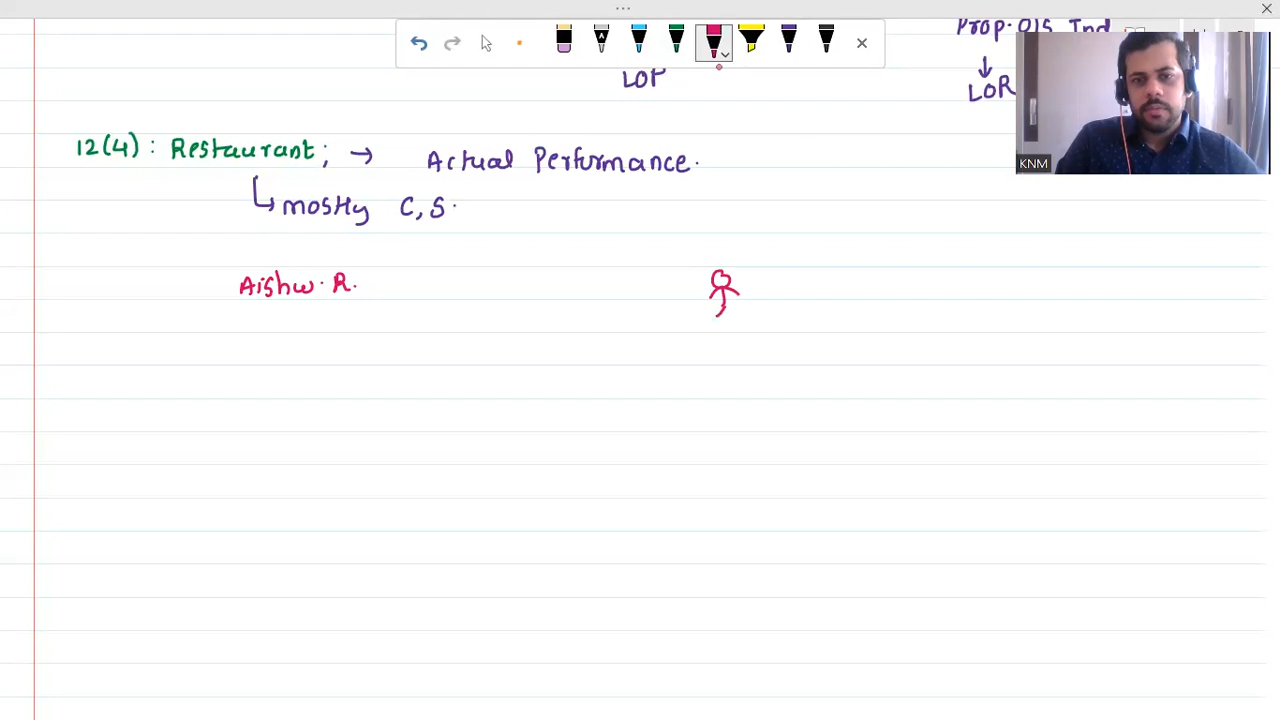 Prop. O/S Ind
LOP
LOR
12(4): Restaurant; → Actual Performance.
mostly C, S.
Aishw. R.
KNM